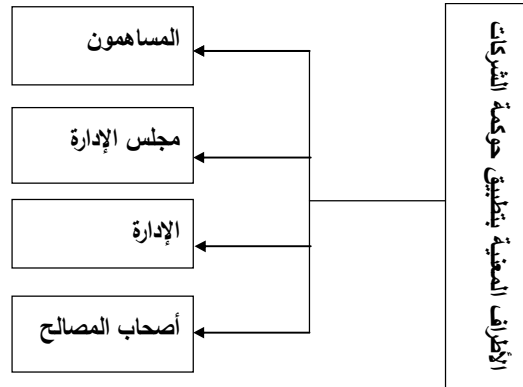 الأطراف المعنية بتطبيق حوكمة الشركات
المساهمون
مجلس الإدارة
الإدارة
أصحاب المصالح